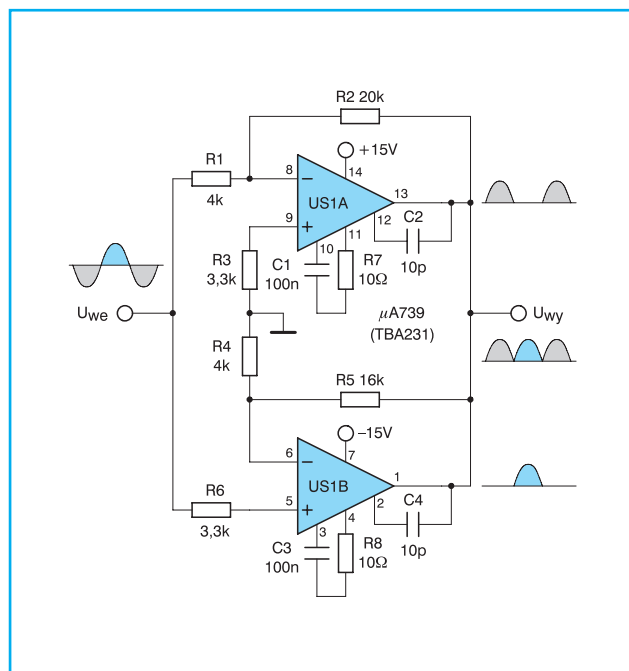 R2 20k
+15V
R1
4k
8
−
14
US1A
13
9
+
12
C2
10p
10
11
R3
3,3k
C1
100n
R7
10Ω
Uwe
μA739
(TBA231)
Uwy
R4
4k
R5 16k
−15V
6
−
7
US1B
1
R6
3,3k
5
+
2
C4
10p
3
4
C3
100n
R8
10Ω